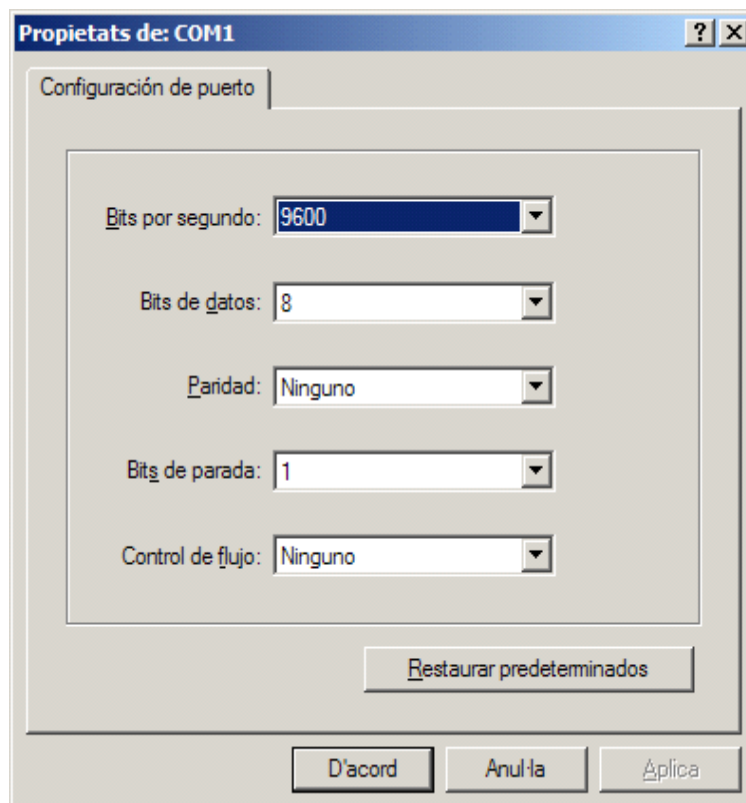 Propietats de: COM1
Configuración de puerto
Bits por segundo: 9600
Bits de datos: 8
Paridad: Ninguno
Bits de parada: 1
Control de flujo: Ninguno
Restaurar predeterminados
D'acord Anul·la Aplica